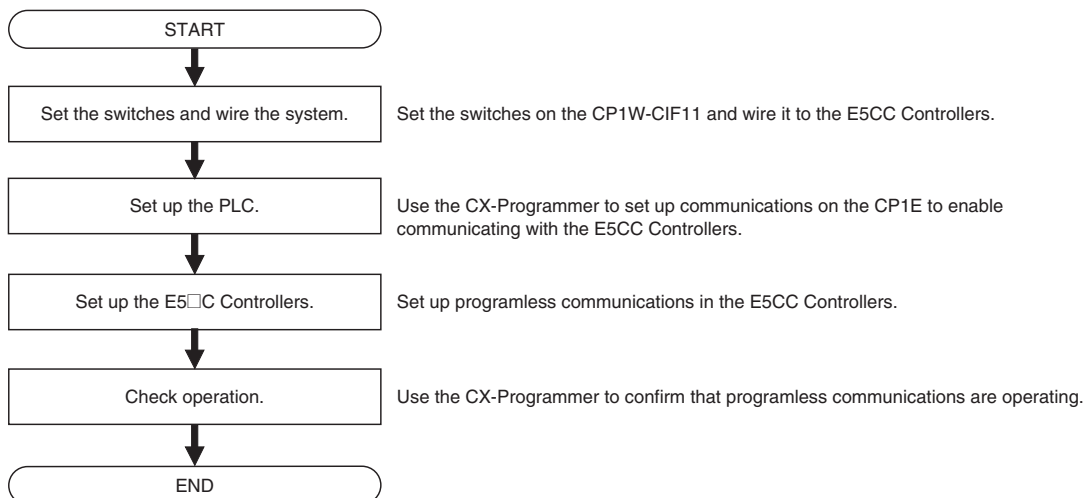 START
Set the switches and wire the system.
Set the switches on the CP1W-CIF11 and wire it to the E5CC Controllers.
Set up the PLC.
Use the CX-Programmer to set up communications on the CP1E to enable
communicating with the E5CC Controllers.
Set up the E5□C Controllers.
Set up programless communications in the E5CC Controllers.
Check operation.
Use the CX-Programmer to confirm that programless communications are operating.
END